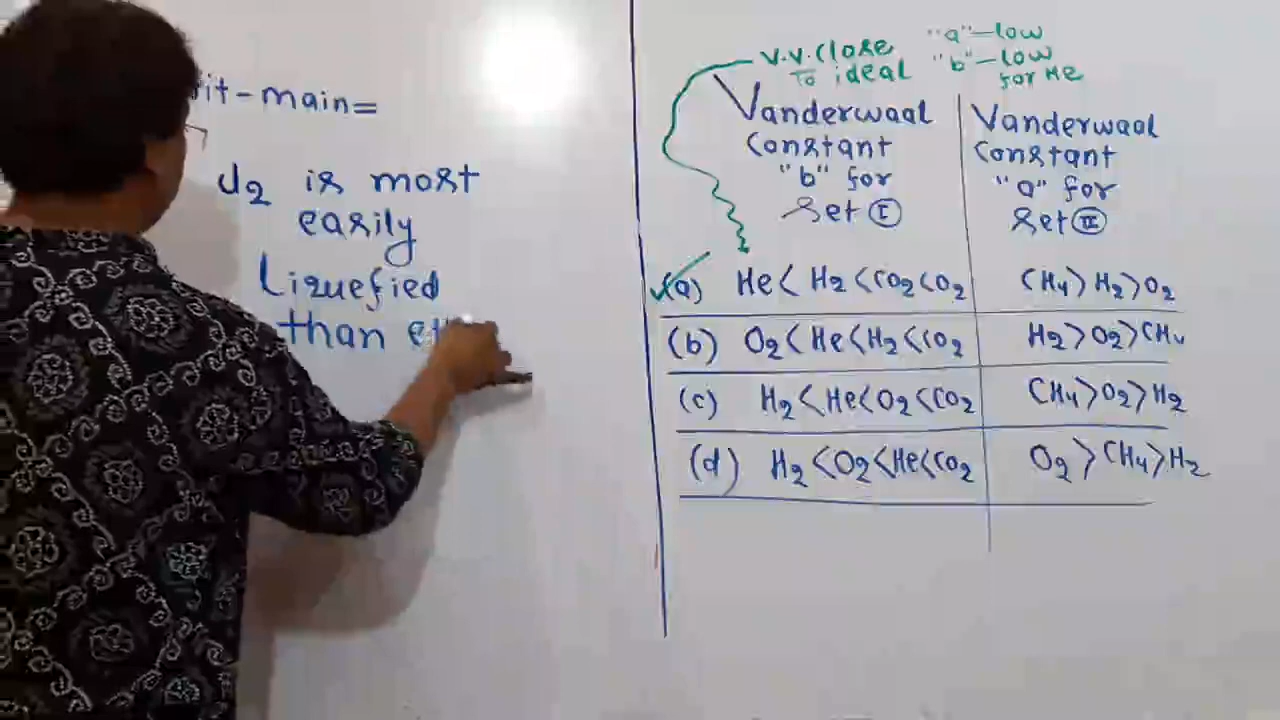 it-main=
is most
easily
Liquefied
than
V.V.Close
To ideal
"a"-low
"b"-low
for He
Vanderwaal
Constant
"b" for
Set I
Vanderwaal
Constant
"a" for
Set II
(a) He < H2 < CO2 < O2 CH4 > H2 > O2
(b) O2 < He < H2 < CO2 H2 > O2 > CH4
(c) H2 < He < O2 < CO2 CH4 > O2 > H2
(d) H2 < O2 < He < CO2 O2 > CH4 > H2